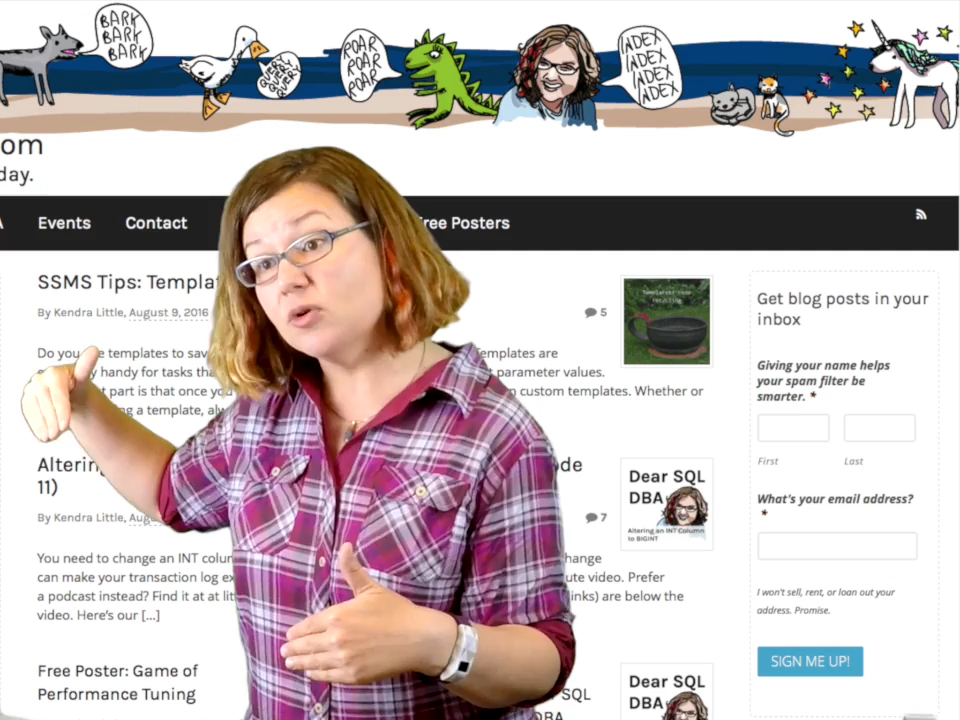 BARK
BARK
BARK
QUERY
QUERY
QUERY
ROAR
ROAR
ROAR
INDEX
INDEX
INDEX
INDEX
om
day.
Events Contact Free Posters
SSMS Tips: Templa
By Kendra Little, August 9, 2016
5
Do you templates to sav Templates are
handy for tasks tha parameter values.
part is that once you custom templates. Whether or
a template, alw
Altering de
11)
By Kendra Little, Aug
7
You need to change an INT colum hange
can make your transaction log ex ute video. Prefer
a podcast instead? Find it at at lit links) are below the
video. Here's our [...]
Dear SQL
DBA
Altering an INT Column
to BIGINT
Free Poster: Game of
Performance Tuning
SQL
DBA
Dear SQL
DBA
Get blog posts in your
inbox
Giving your name helps
your spam filter be
smarter. *
First Last
What's your email address?
*
I won't sell, rent, or loan out your
address. Promise.
SIGN ME UP!